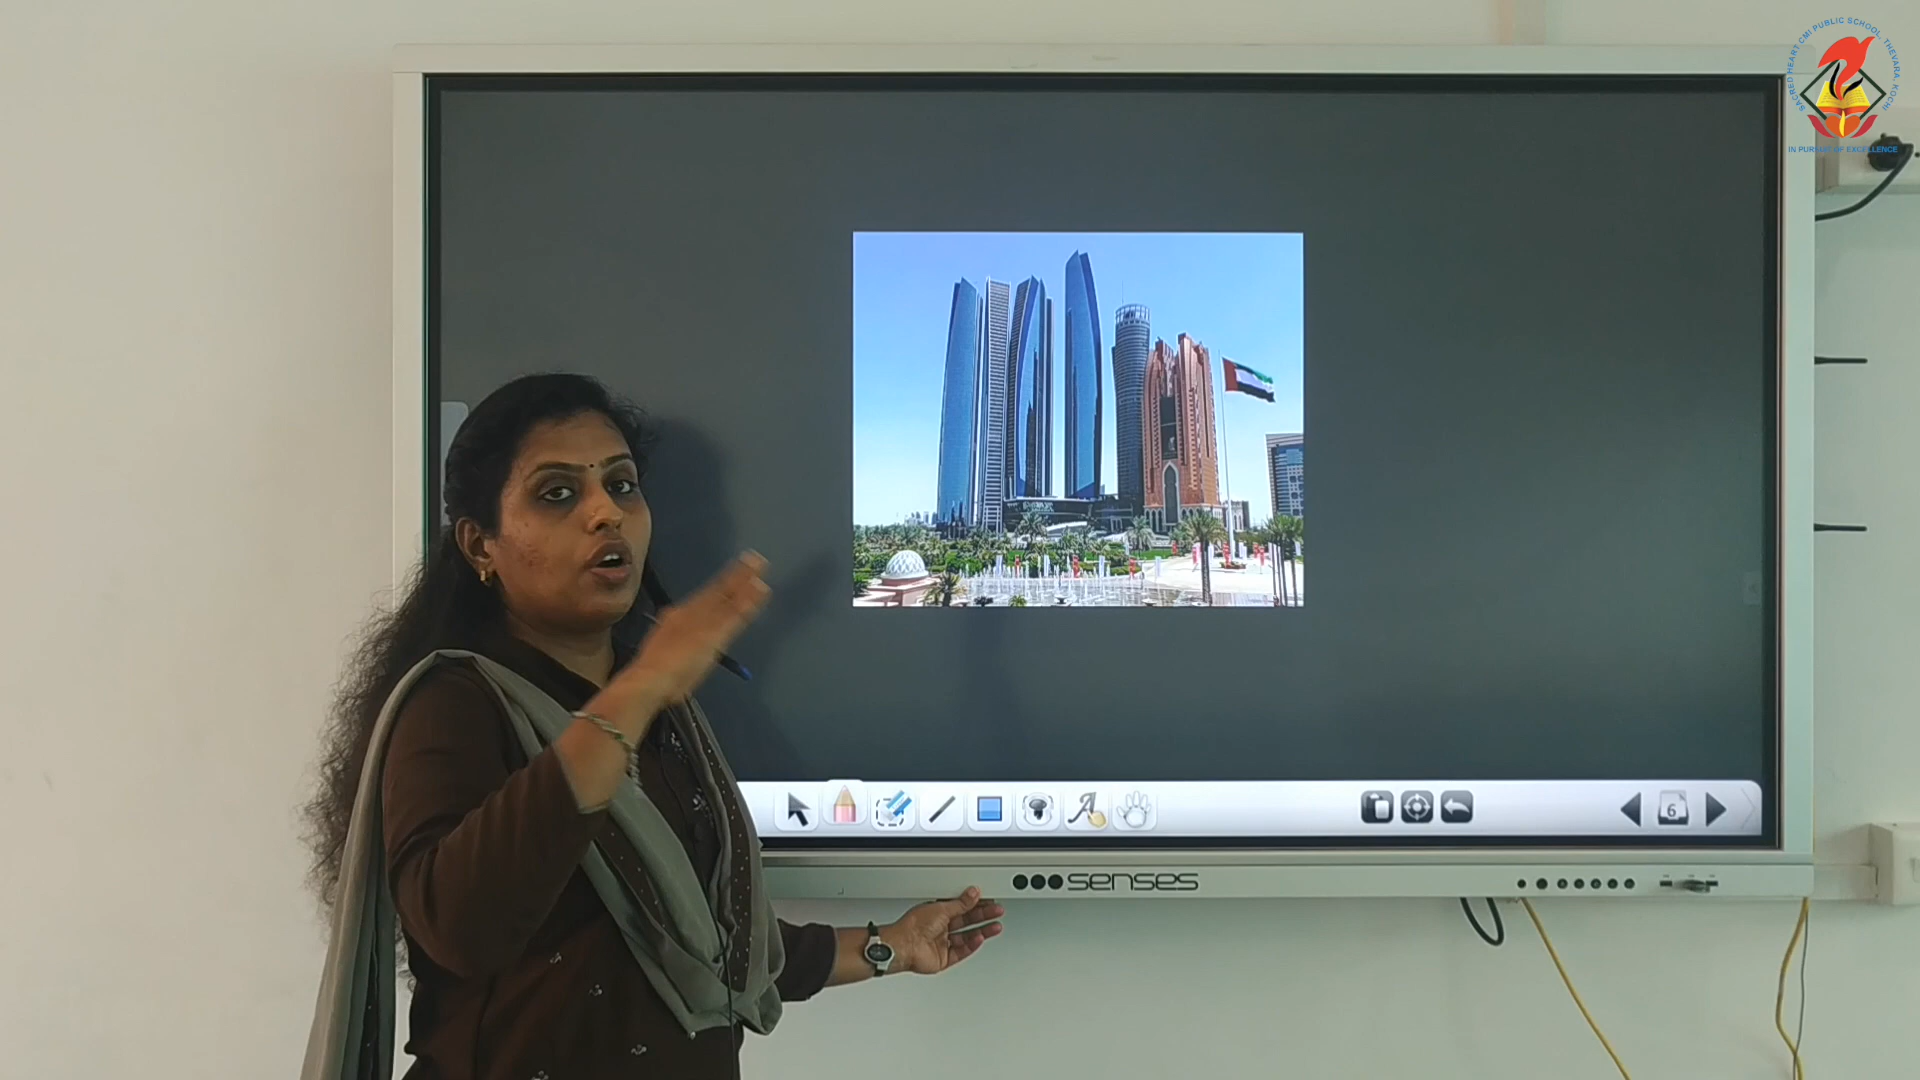 SACRED HEART CMI PUBLIC SCHOOL, THEVARA, KOCHI
IN PURSUIT OF EXCELLENCE
6
senses